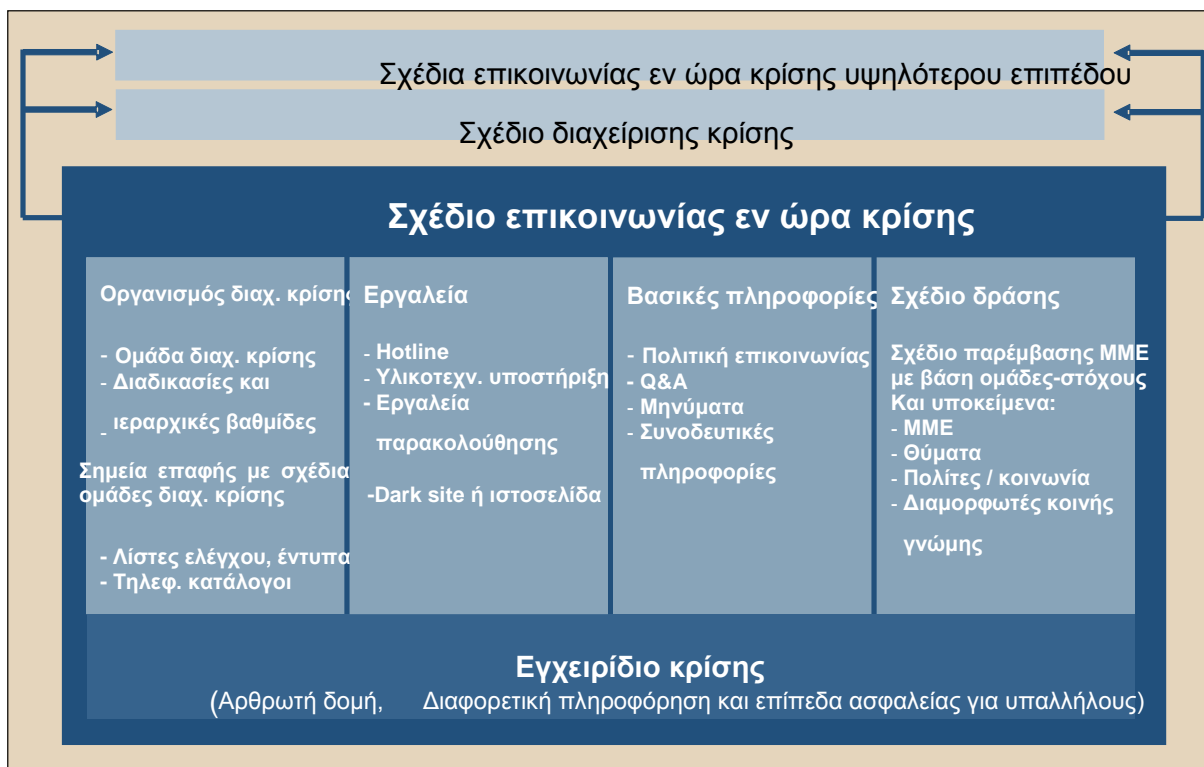 Σχέδια επικοινωνίας εν ώρα κρίσης υψηλότερου επιπέδου
Σχέδιο διαχείρισης κρίσης
Σχέδιο επικοινωνίας εν ώρα κρίσης
Οργανισμός διαχ. κρίσης
- Ομάδα διαχ. κρίσης
- Διαδικασίες και
- ιεραρχικές βαθμίδες
Σημεία επαφής με σχέδια
ομάδες διαχ. κρίσης
- Λίστες ελέγχου, έντυπα
- Τηλεφ. κατάλογοι
Εργαλεία
- Hotline
- Υλικοτεχν. υποστήριξη
- Εργαλεία
παρακολούθησης
-Dark site ή ιστοσελίδα
Βασικές πληροφορίες
- Πολιτική επικοινωνίας
- Q&A
- Μηνύματα
- Συνοδευτικές
πληροφορίες
Σχέδιο δράσης
Σχέδιο παρέμβασης ΜΜΕ
με βάση ομάδες-στόχους
Και υποκείμενα:
- ΜΜΕ
- Θύματα
- Πολίτες / κοινωνία
- Διαμορφωτές κοινής
γνώμης
Εγχειρίδιο κρίσης
(Αρθρωτή δομή, Διαφορετική πληροφόρηση και επίπεδα ασφαλείας για υπαλλήλους)